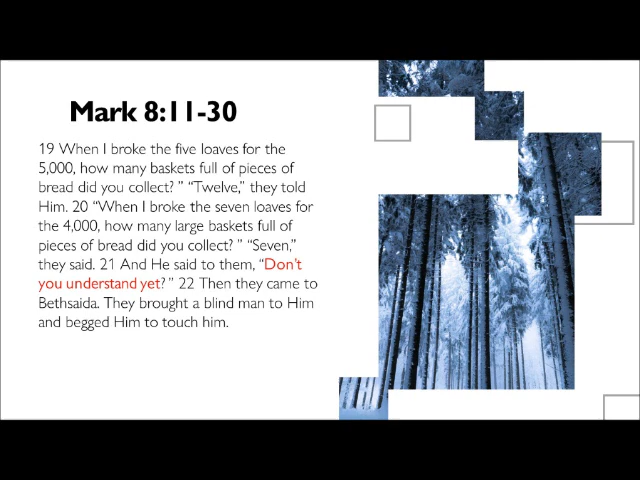 Mark 8:11-30
19 When I broke the five loaves for the
5,000, how many baskets full of pieces of
bread did you collect? ” “Twelve,” they told
Him. 20 “When I broke the seven loaves for
the 4,000, how many large baskets full of
pieces of bread did you collect? ” “Seven,”
they said. 21 And He said to them, “Don’t
you understand yet? ” 22 Then they came to
Bethsaida. They brought a blind man to Him
and begged Him to touch him.